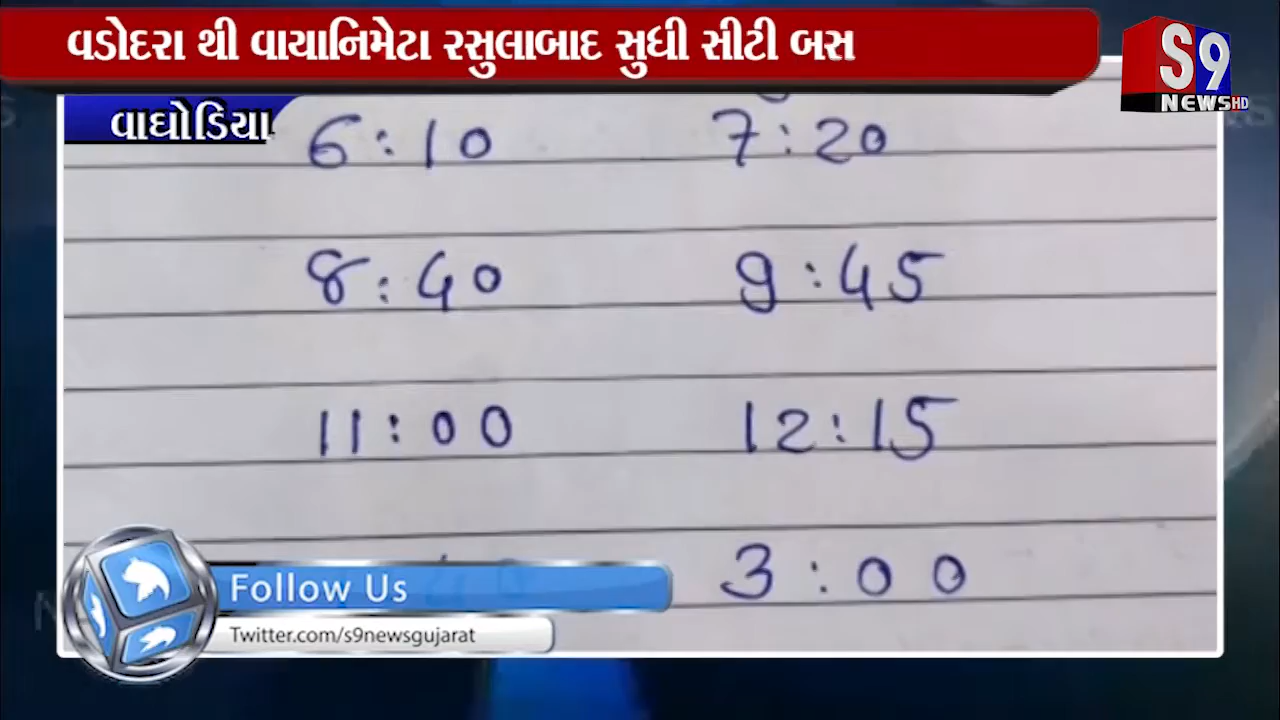 વડોદરા થી વાયાનિમેટા રસુલાબાદ સુધી સીટી બસ
S9
NEWS HD
વાઘોડિયા
6:10 7:20
8:40 9:45
11:00 12:15
3:00
Follow Us
Twitter.com/s9newsgujarat